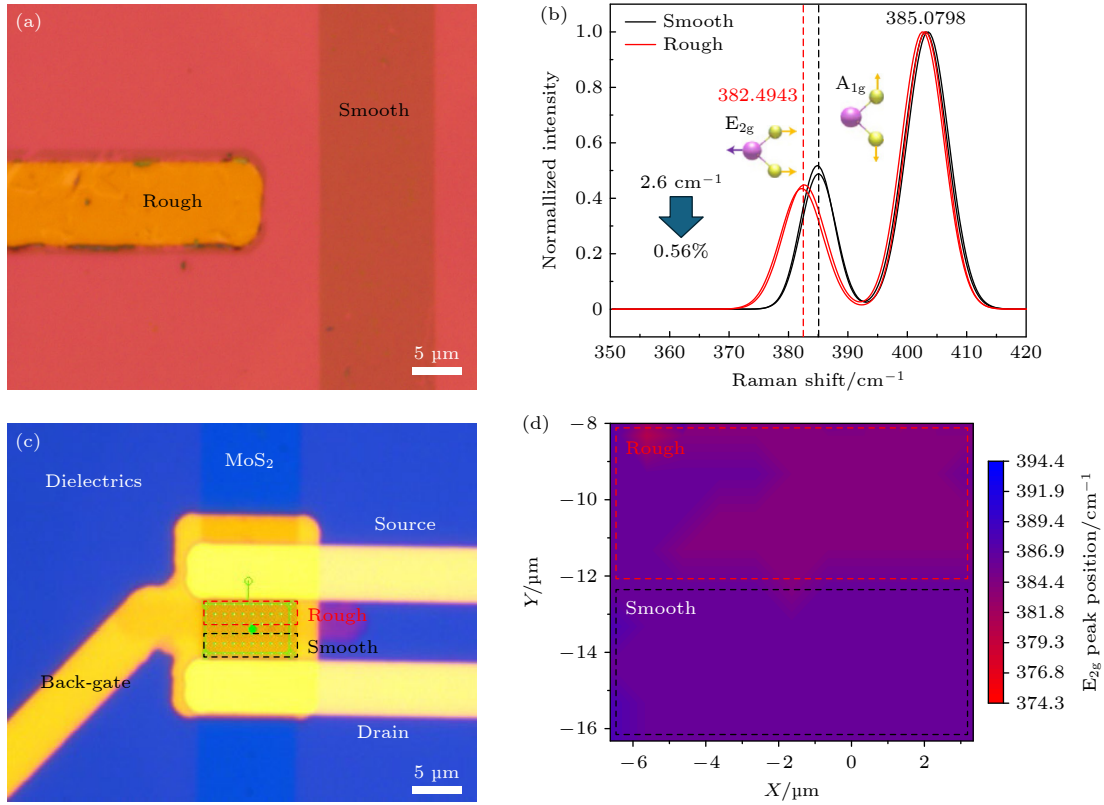 (a)
Smooth
Rough
5 µm
(b)
Smooth
Rough
385.0798
382.4943
E2g
A1g
2.6 cm−1
0.56%
Normallized intensity
1.0
0.8
0.6
0.4
0.2
0
350 360 370 380 390 400 410 420
Raman shift/cm−1
(c)
MoS2
Dielectrics
Source
Rough
Smooth
Back-gate
Drain
5 µm
(d)
Rough
Smooth
Y/µm
−8
−10
−12
−14
−16
−6 −4 −2 0 2
X/µm
394.4
391.9
389.4
386.9
384.4
381.8
379.3
376.8
374.3
E2g peak position/cm−1